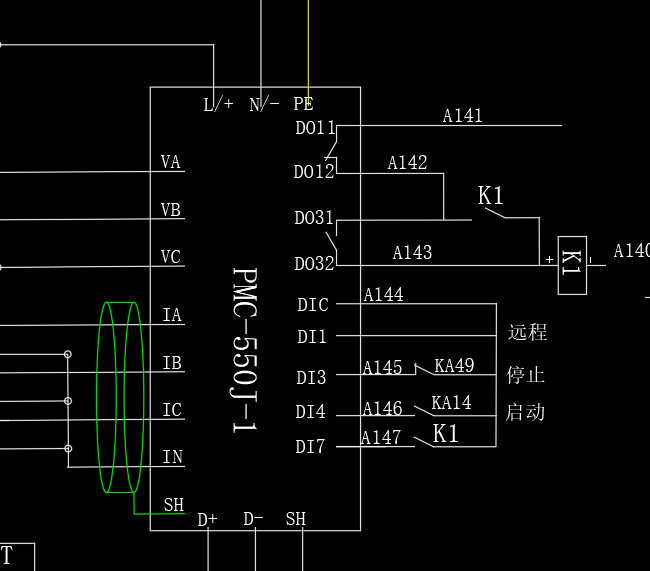 L/+ N/- PE
DO11 A141
VA DO12 A142
VB DO31 K1
VC DO32 A143 + K1 - A140
PMC-550J-1
IA DIC A144
DI1 远程
IB DI3 A145 KA49 停止
IC DI4 A146 KA14 启动
IN DI7 A147 K1
SH
D+ D- SH
T